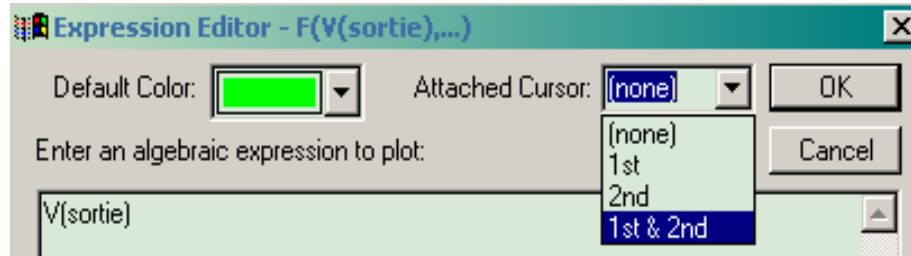 Expression Editor - F(V(sortie),...)
Default Color: Attached Cursor: (none) OK
(none)
Enter an algebraic expression to plot: Cancel
1st
2nd
V(sortie)
1st & 2nd